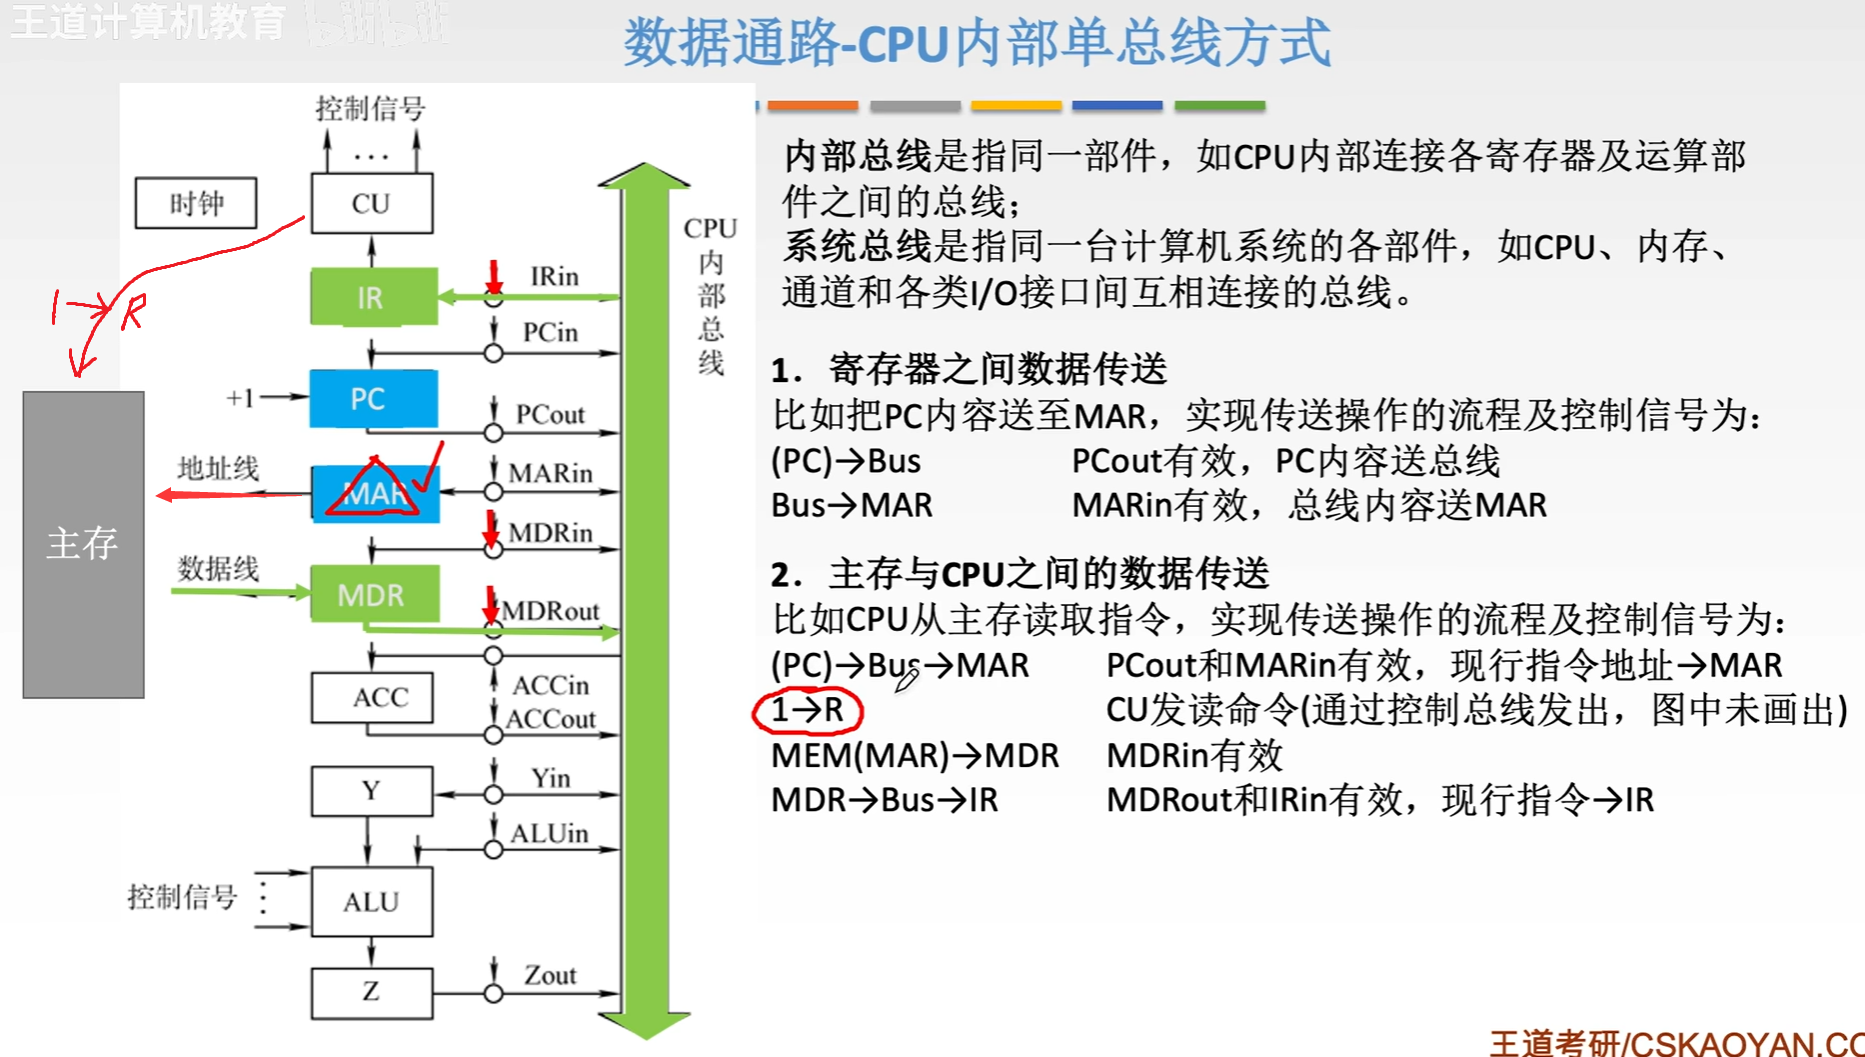 王道计算机教育 bilibili
数据通路-CPU内部单总线方式
控制信号
...
时钟
CU
IR
IRin
PCin
+1
PC
PCout
地址线
MAR
MARin
MDRin
数据线
MDR
MDRout
ACC
ACCin
ACCout
Y
Yin
ALUin
控制信号
ALU
Z
Zout
主存
1→R
CPU
内
部
总
线
内部总线是指同一部件，如CPU内部连接各寄存器及运算部
件之间的总线；
系统总线是指同一台计算机系统的各部件，如CPU、内存、
通道和各类I/O接口间互相连接的总线。
1．寄存器之间数据传送
比如把PC内容送至MAR，实现传送操作的流程及控制信号为：
(PC)→Bus PCout有效，PC内容送总线
Bus→MAR MARin有效，总线内容送MAR
2．主存与CPU之间的数据传送
比如CPU从主存读取指令，实现传送操作的流程及控制信号为：
(PC)→Bus→MAR PCout和MARin有效，现行指令地址→MAR
1→R CU发读命令(通过控制总线发出，图中未画出)
MEM(MAR)→MDR MDRin有效
MDR→Bus→IR MDRout和IRin有效，现行指令→IR
王道考研/CSKAOYAN.CO